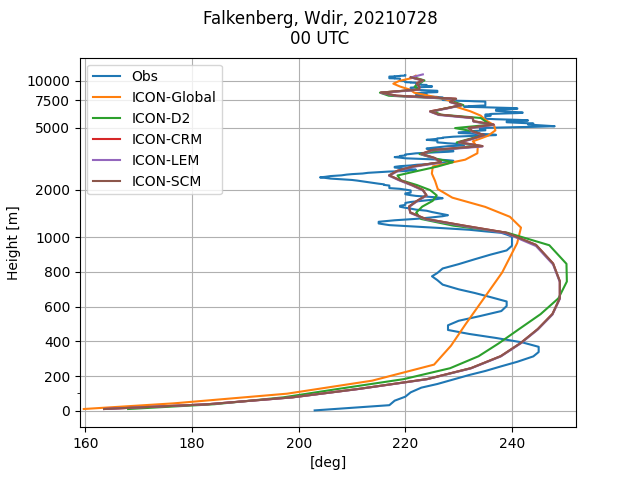 Falkenberg, Wdir, 20210728
00 UTC
Obs
ICON-Global
ICON-D2
ICON-CRM
ICON-LEM
ICON-SCM
Height [m]
10000
7500
5000
2000
1000
800
600
400
200
0
160
180
200
220
240
[deg]